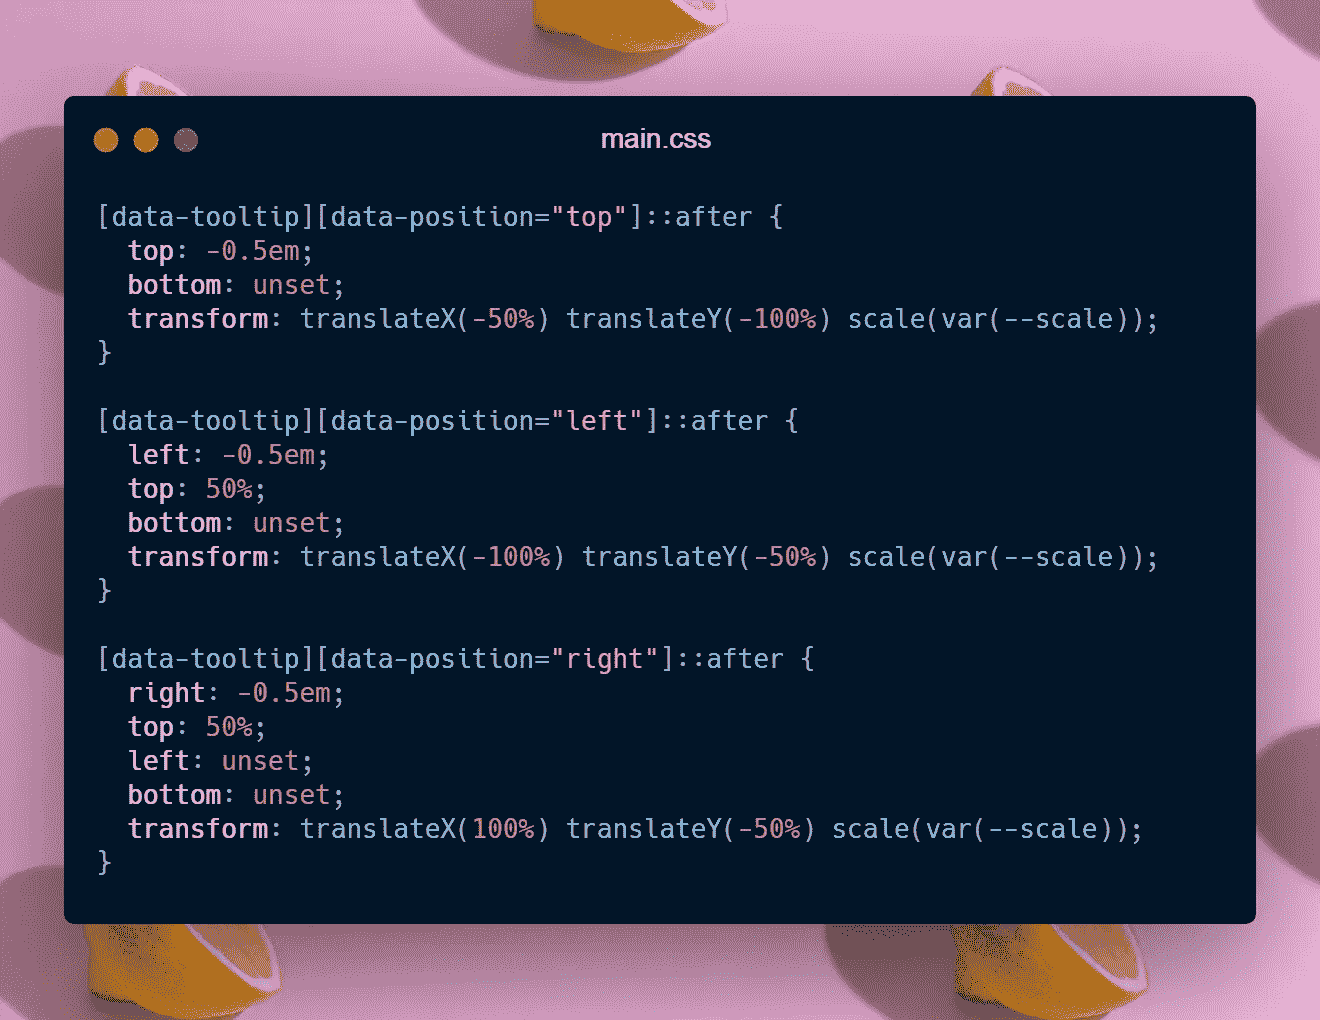 main.css
[data-tooltip][data-position="top"]::after {
  top: -0.5em;
  bottom: unset;
  transform: translateX(-50%) translateY(-100%) scale(var(--scale));
}
[data-tooltip][data-position="left"]::after {
  left: -0.5em;
  top: 50%;
  bottom: unset;
  transform: translateX(-100%) translateY(-50%) scale(var(--scale));
}
[data-tooltip][data-position="right"]::after {
  right: -0.5em;
  top: 50%;
  left: unset;
  bottom: unset;
  transform: translateX(100%) translateY(-50%) scale(var(--scale));
}